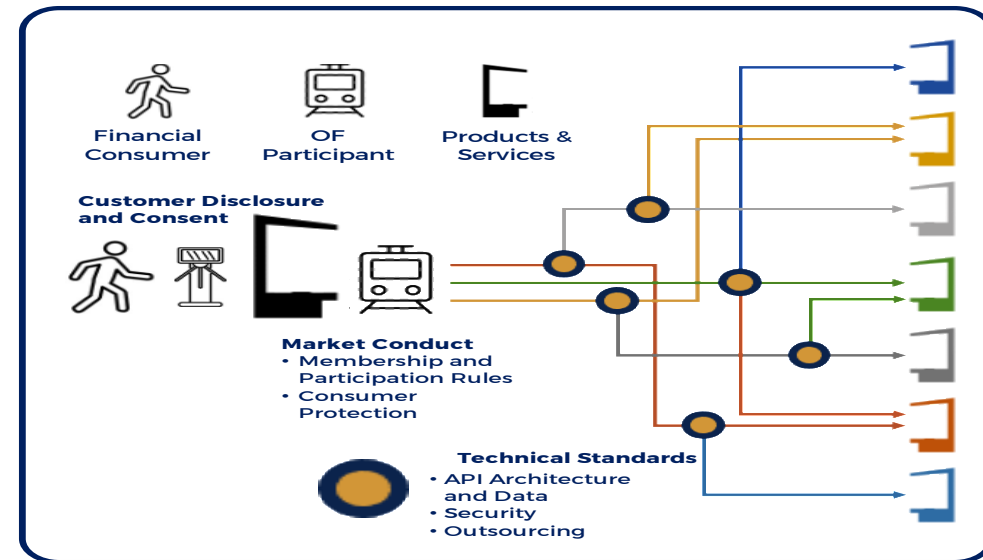 Financial
Consumer
OF
Participant
Products &
Services
Customer Disclosure
and Consent
Market Conduct
• Membership and
Participation Rules
• Consumer
Protection
Technical Standards
• API Architecture
and Data
• Security
• Outsourcing